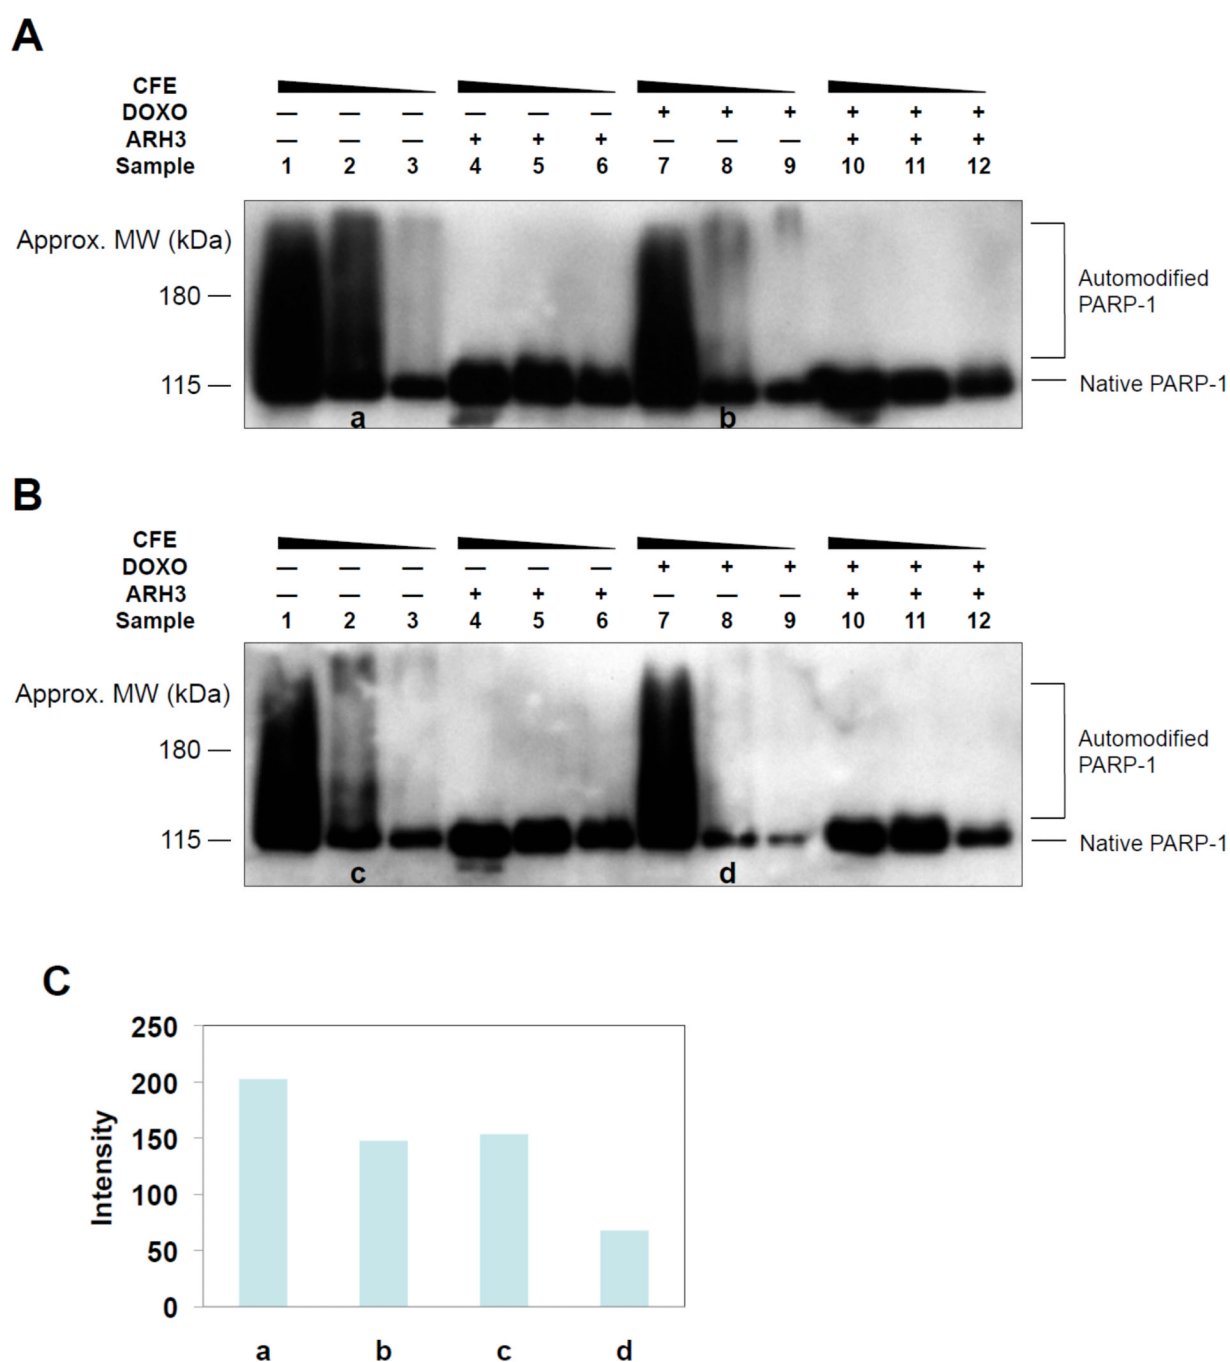 A
CFE
DOXO — — — — — — + + + + + +
ARH3 — — — + + + — — — + + +
Sample 1 2 3 4 5 6 7 8 9 10 11 12
Approx. MW (kDa)
180 —
115 —
Automodified
PARP-1
Native PARP-1
a b
B
CFE
DOXO — — — — — — + + + + + +
ARH3 — — — + + + — — — + + +
Sample 1 2 3 4 5 6 7 8 9 10 11 12
Approx. MW (kDa)
180 —
115 —
Automodified
PARP-1
Native PARP-1
c d
C
Intensity
250
200
150
100
50
0
a b c d